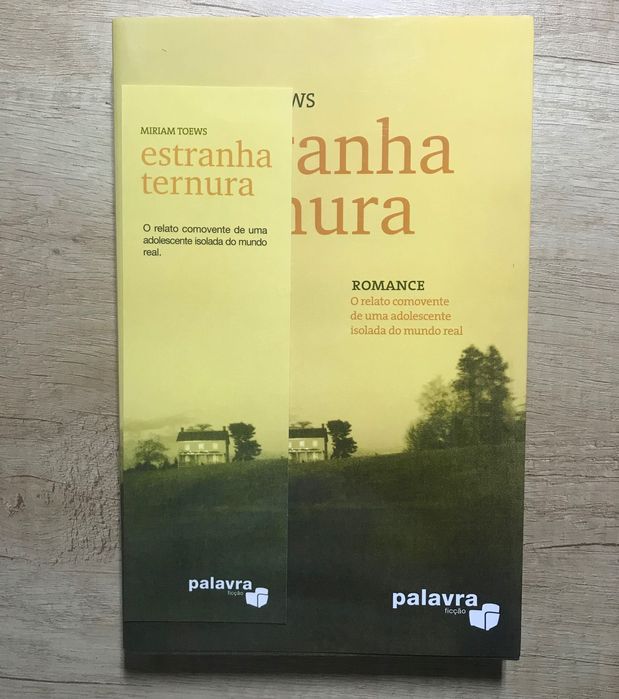 MIRIAM TOEWS
estranha
ternura
O relato comovente de uma
adolescente isolada do mundo
real.
palavra
ficção
WS
ranha
nura
ROMANCE
O relato comovente
de uma adolescente
isolada do mundo real
palavra
ficção